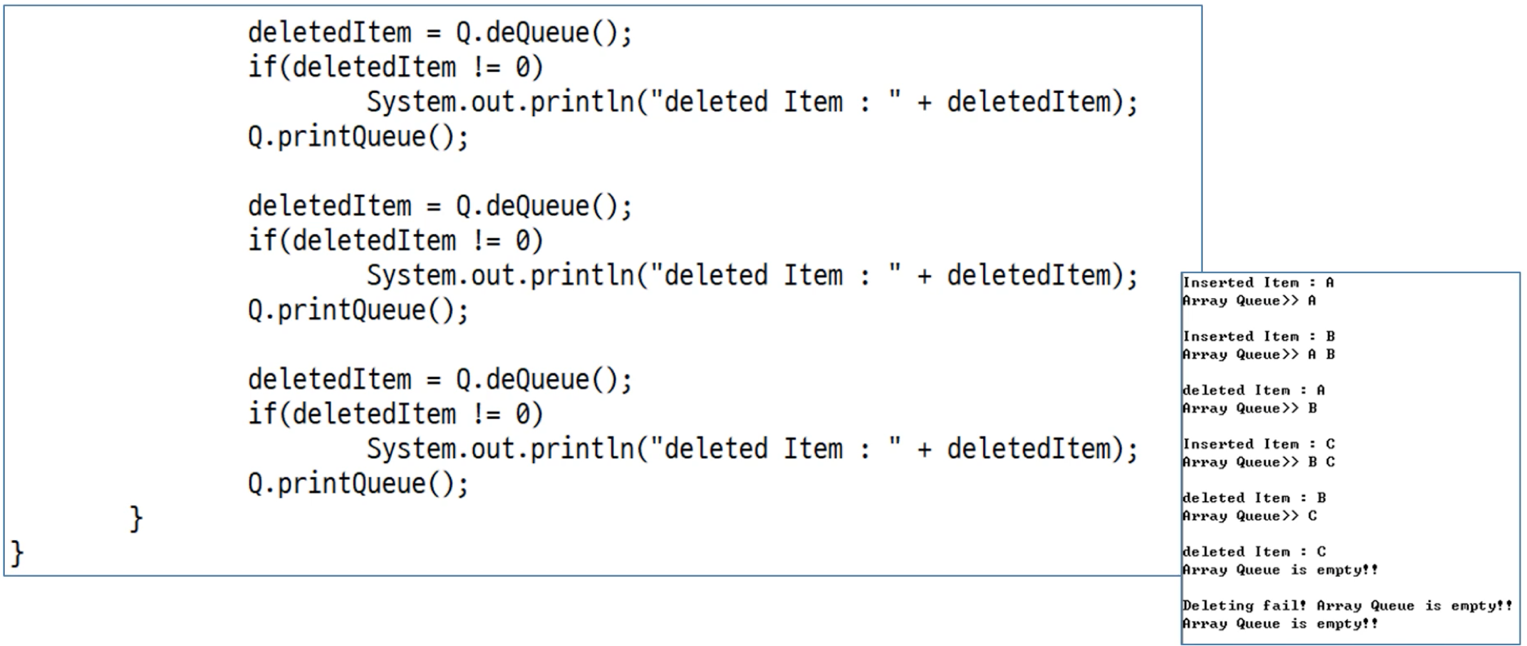 deletedItem = Q.deQueue();
if(deletedItem != 0)
System.out.println("deleted Item : " + deletedItem);
Q.printQueue();
deletedItem = Q.deQueue();
if(deletedItem != 0)
System.out.println("deleted Item : " + deletedItem);
Q.printQueue();
deletedItem = Q.deQueue();
if(deletedItem != 0)
System.out.println("deleted Item : " + deletedItem);
Q.printQueue();
}
}
Inserted Item : A
Array Queue>> A
Inserted Item : B
Array Queue>> A B
deleted Item : A
Array Queue>> B
Inserted Item : C
Array Queue>> B C
deleted Item : B
Array Queue>> C
deleted Item : C
Array Queue is empty!!
Deleting fail! Array Queue is empty!!
Array Queue is empty!!